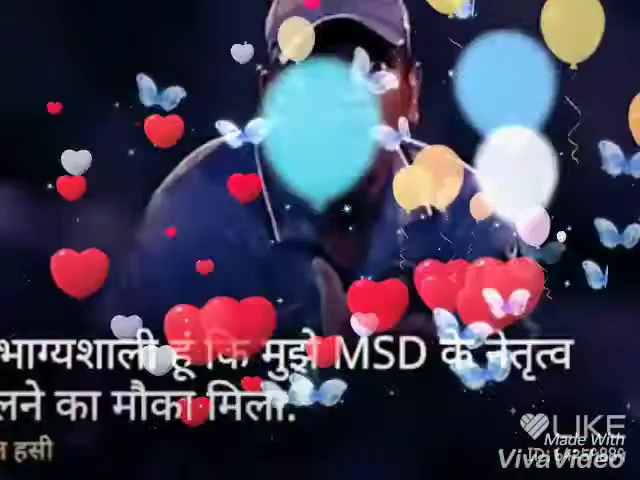 भाग्यशाली हूं कि मुझे MSD के नेतृत्व
लने का मौका मिला.
हसी
LIKE
Made With
VivaVideo